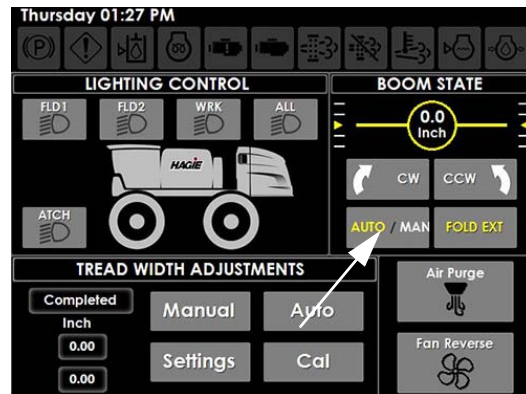 Thursday 01:27 PM
LIGHTING CONTROL
FLD1 FLD2 WRK ALL
HAGIE
ATCH
BOOM STATE
0.0
Inch
CW CCW
AUTO / MAN FOLD EXT
TREAD WIDTH ADJUSTMENTS
Completed
Inch
0.00
0.00
Manual Auto
Settings Cal
Air Purge
Fan Reverse